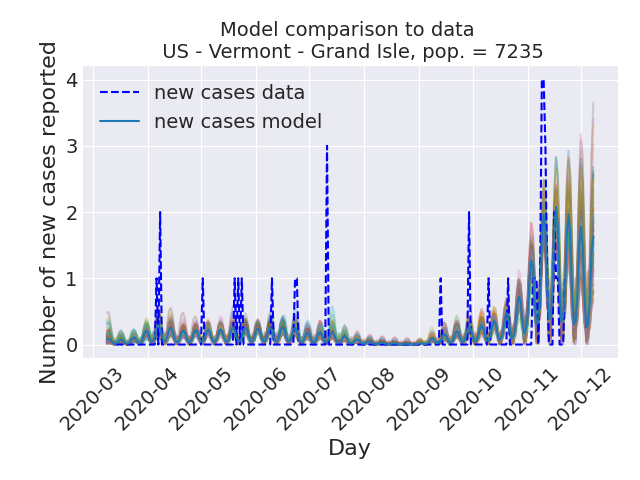 Model comparison to data
US - Vermont - Grand Isle, pop. = 7235
Number of new cases reported
4
3
2
1
0
new cases data
new cases model
2020-03
2020-04
2020-05
2020-06
2020-07
2020-08
2020-09
2020-10
2020-11
2020-12
Day